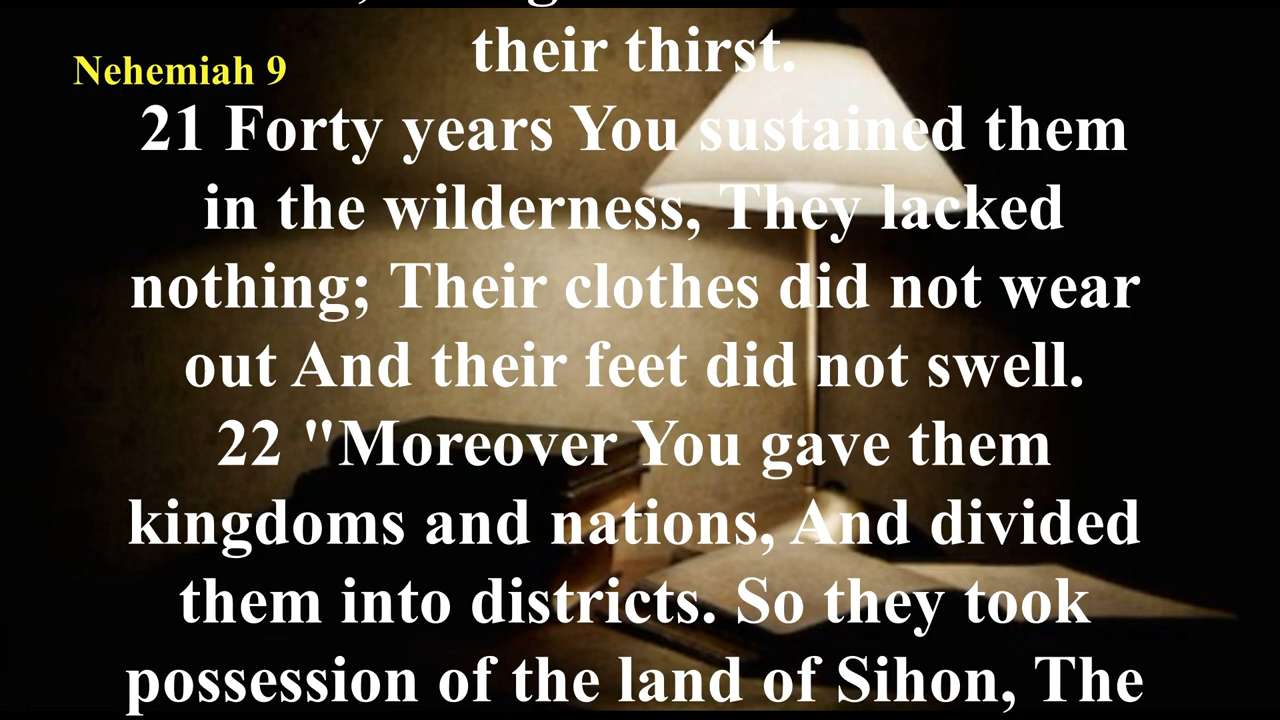 their thirst.
Nehemiah 9
21 Forty years You sustained them
in the wilderness, They lacked
nothing; Their clothes did not wear
out And their feet did not swell.
22 "Moreover You gave them
kingdoms and nations, And divided
them into districts. So they took
possession of the land of Sihon, The